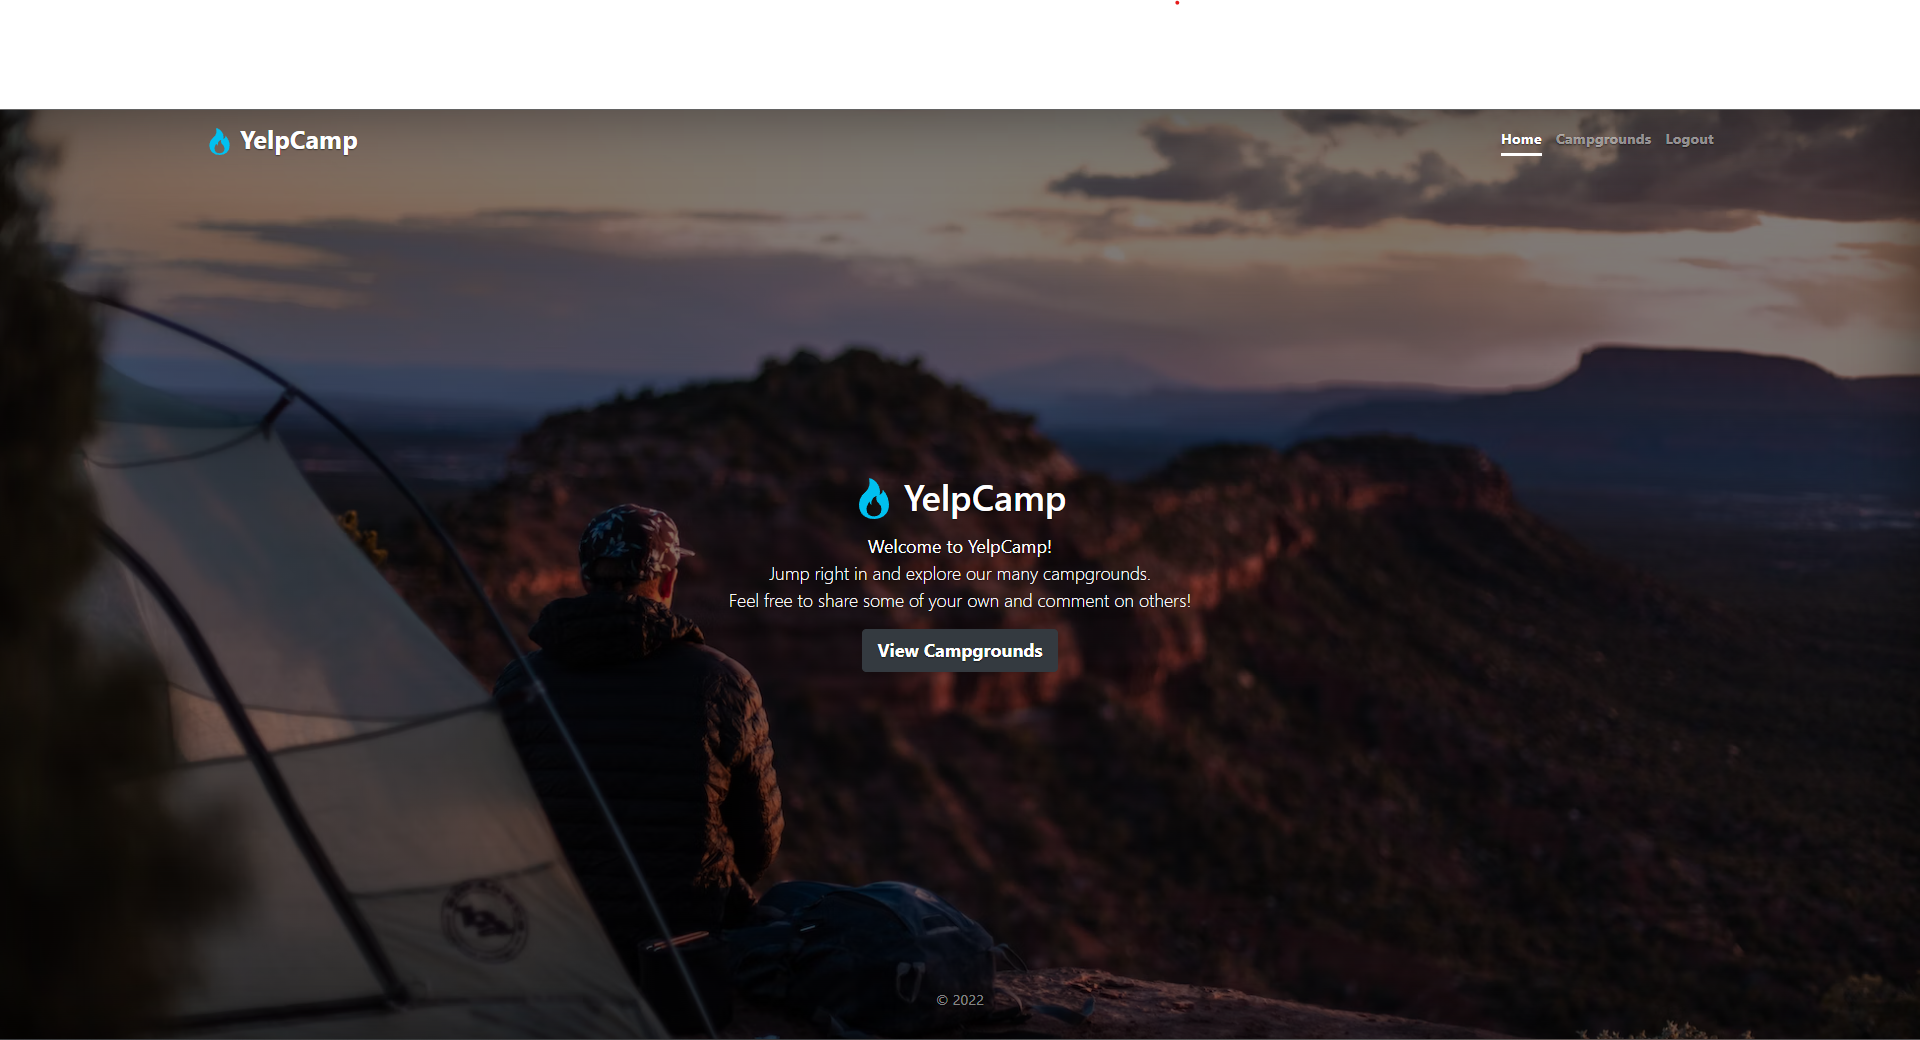 YelpCamp
Home Campgrounds Logout
YelpCamp
Welcome to YelpCamp!
Jump right in and explore our many campgrounds.
Feel free to share some of your own and comment on others!
View Campgrounds
© 2022